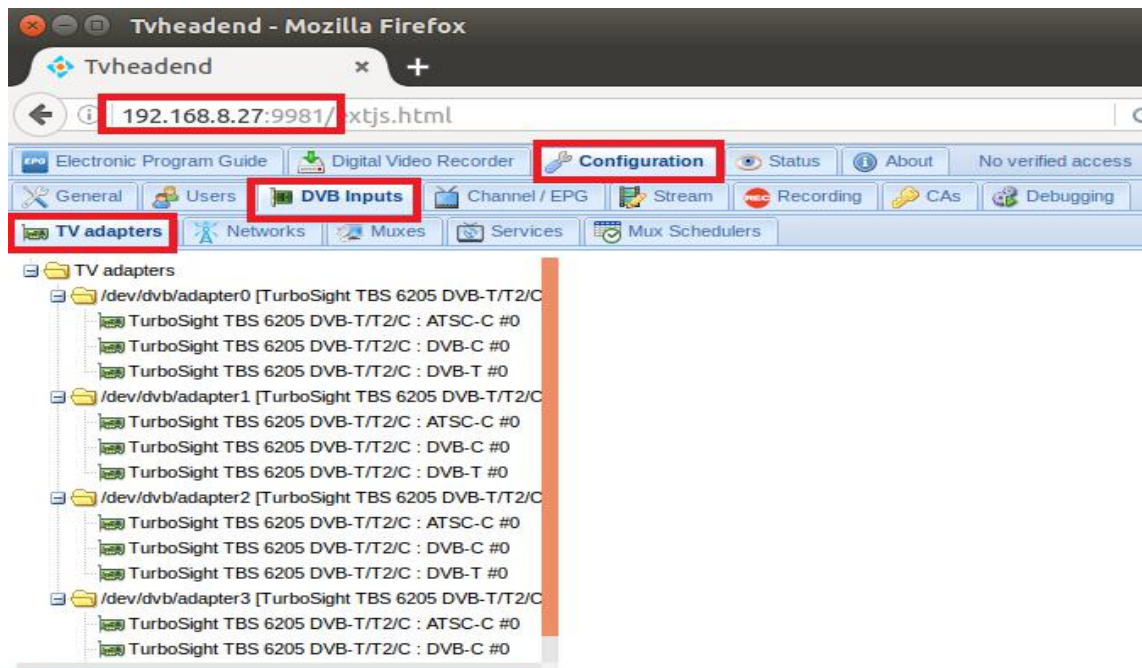 Tvheadend - Mozilla Firefox
Tvheadend
192.168.8.27:9981/extjs.html
EPG Electronic Program Guide Digital Video Recorder Configuration Status About No verified access
General Users DVB Inputs Channel / EPG Stream REC Recording CAs Debugging
TV adapters Networks Muxes Services Mux Schedulers
TV adapters
/dev/dvb/adapter0 [TurboSight TBS 6205 DVB-T/T2/C
TurboSight TBS 6205 DVB-T/T2/C : ATSC-C #0
TurboSight TBS 6205 DVB-T/T2/C : DVB-C #0
TurboSight TBS 6205 DVB-T/T2/C : DVB-T #0
/dev/dvb/adapter1 [TurboSight TBS 6205 DVB-T/T2/C
TurboSight TBS 6205 DVB-T/T2/C : ATSC-C #0
TurboSight TBS 6205 DVB-T/T2/C : DVB-C #0
TurboSight TBS 6205 DVB-T/T2/C : DVB-T #0
/dev/dvb/adapter2 [TurboSight TBS 6205 DVB-T/T2/C
TurboSight TBS 6205 DVB-T/T2/C : ATSC-C #0
TurboSight TBS 6205 DVB-T/T2/C : DVB-C #0
TurboSight TBS 6205 DVB-T/T2/C : DVB-T #0
/dev/dvb/adapter3 [TurboSight TBS 6205 DVB-T/T2/C
TurboSight TBS 6205 DVB-T/T2/C : ATSC-C #0
TurboSight TBS 6205 DVB-T/T2/C : DVB-C #0